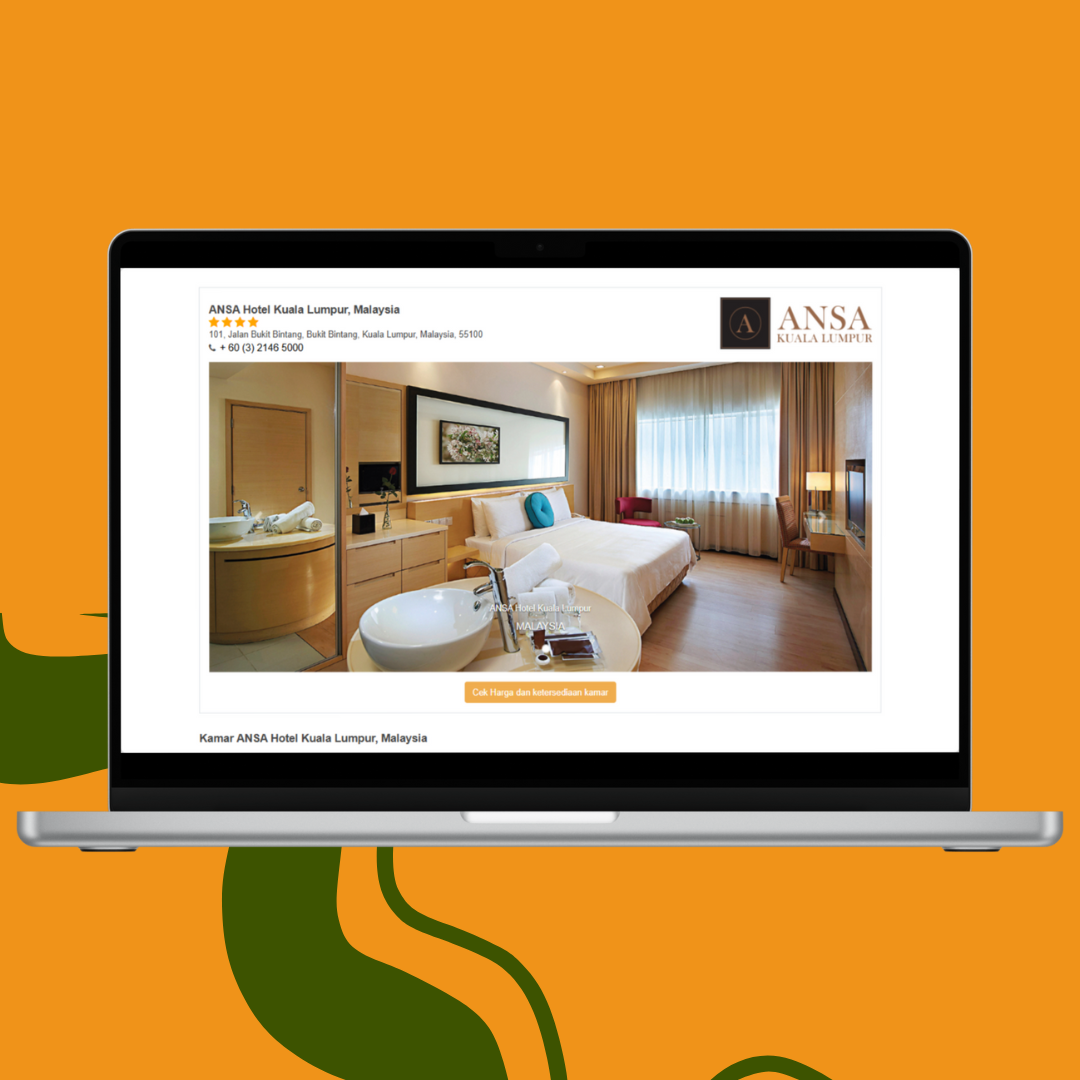 ANSA Hotel Kuala Lumpur, Malaysia
101, Jalan Bukit Bintang, Bukit Bintang, Kuala Lumpur, Malaysia, 55100
+ 60 (3) 2146 5000
A
ANSA
KUALA LUMPUR
ANSA Hotel Kuala Lumpur
MALAYSIA
Cek Harga dan ketersediaan kamar
Kamar ANSA Hotel Kuala Lumpur, Malaysia